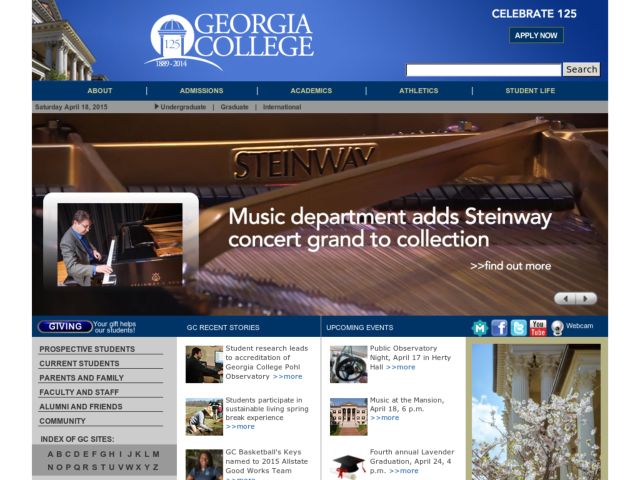 GEORGIA
COLLEGE
125
1889 - 2014
CELEBRATE 125
APPLY NOW
Search
ABOUT | ADMISSIONS | ACADEMICS | ATHLETICS | STUDENT LIFE
Saturday April 18, 2015
Undergraduate | Graduate | International
STEINWAY
Music department adds Steinway
concert grand to collection
>>find out more
GIVING
Your gift helps
our students!
GC RECENT STORIES
UPCOMING EVENTS
You
Tube
Webcam
PROSPECTIVE STUDENTS
CURRENT STUDENTS
PARENTS AND FAMILY
FACULTY AND STAFF
ALUMNI AND FRIENDS
COMMUNITY
INDEX OF GC SITES:
A B C D E F G H I J K L M
N O P Q R S T U V W X Y Z
Student research leads
to accreditation of
Georgia College Pohl
Observatory >>more
Students participate in
sustainable living spring
break experience
>>more
GC Basketball's Keys
named to 2015 Allstate
Good Works Team
Public Observatory
Night, April 17 in Herty
Hall >>more
Music at the Mansion,
April 18, 6 p.m.
>>more
Fourth annual Lavender
Graduation, April 24, 4
p.m. >>more